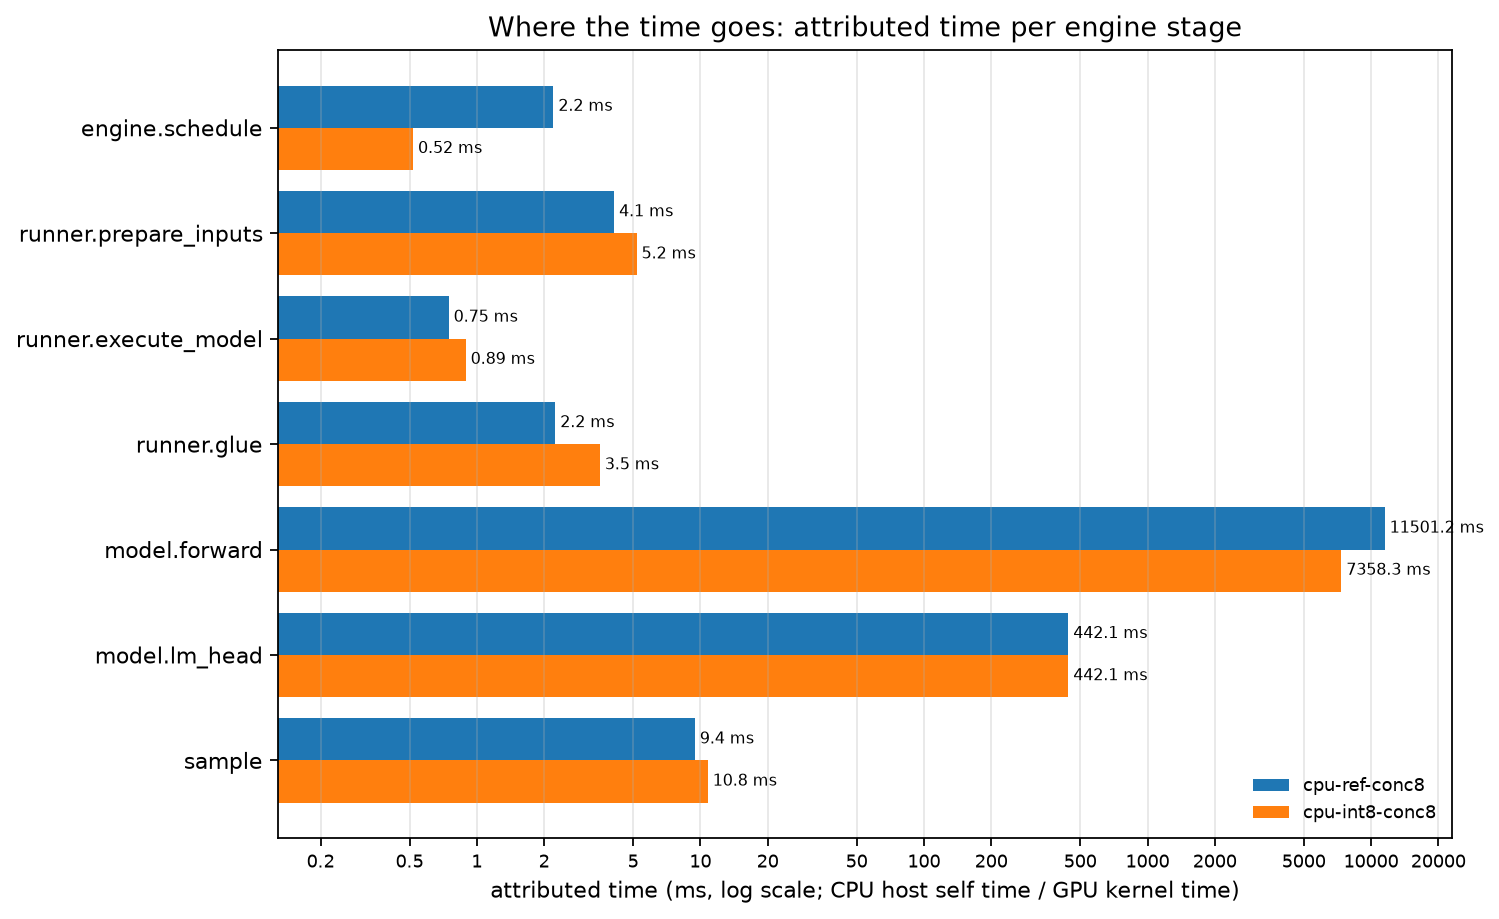 Where the time goes: attributed time per engine stage
engine.schedule
2.2 ms
0.52 ms
runner.prepare_inputs
4.1 ms
5.2 ms
runner.execute_model
0.75 ms
0.89 ms
runner.glue
2.2 ms
3.5 ms
model.forward
11501.2 ms
7358.3 ms
model.lm_head
442.1 ms
442.1 ms
sample
9.4 ms
10.8 ms
cpu-ref-conc8
cpu-int8-conc8
0.2 0.5 1 2 5 10 20 50 100 200 500 1000 2000 5000 10000 20000
attributed time (ms, log scale; CPU host self time / GPU kernel time)